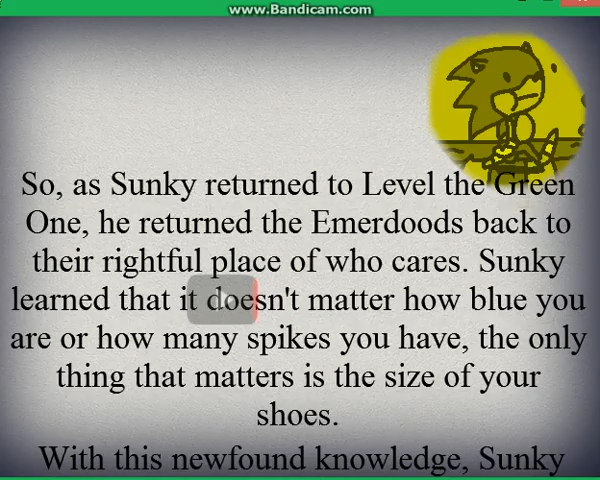 www.Bandicam.com
So, as Sunky returned to Level the Green
One, he returned the Emerdoods back to
their rightful place of who cares. Sunky
learned that it doesn't matter how blue you
are or how many spikes you have, the only
thing that matters is the size of your
shoes.
With this newfound knowledge, Sunky